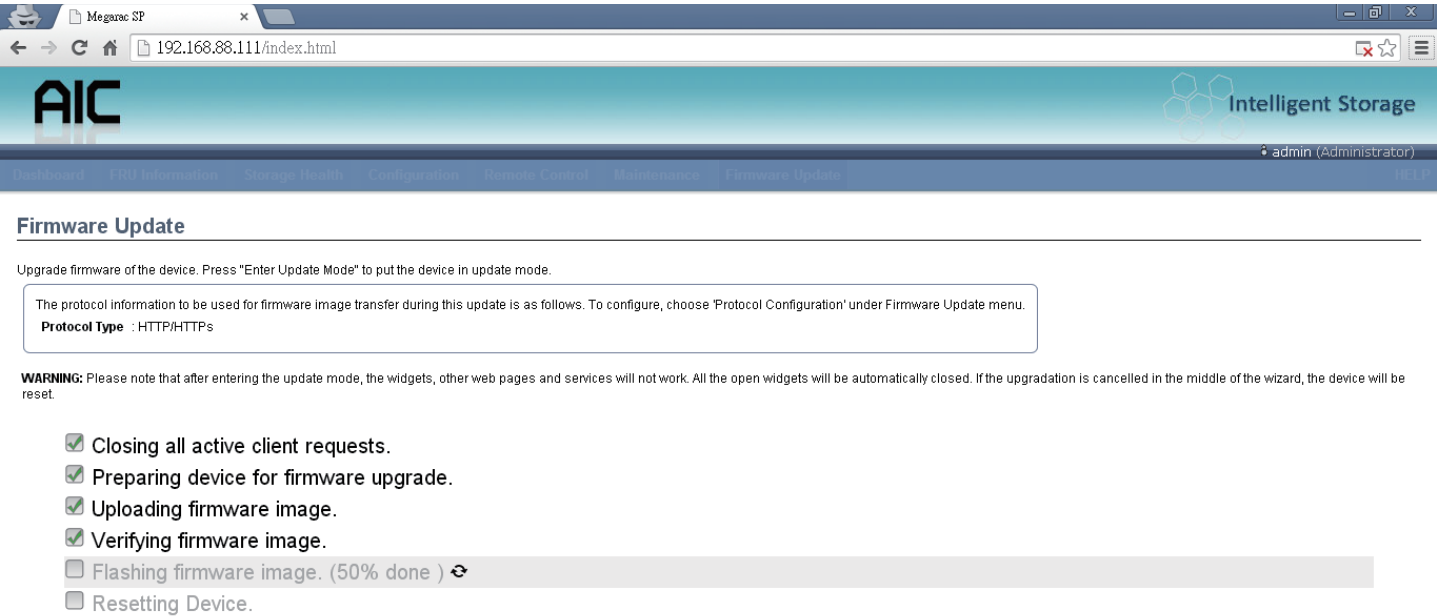 Megarac SP
192.168.88.111/index.html
AIC
Intelligent Storage
admin (Administrator)
Dashboard FRU Information Storage Health Configuration Remote Control Maintenance Firmware Update HELP
Firmware Update
Upgrade firmware of the device. Press "Enter Update Mode" to put the device in update mode.
The protocol information to be used for firmware image transfer during this update is as follows. To configure, choose 'Protocol Configuration' under Firmware Update menu.
Protocol Type : HTTP/HTTPs
WARNING: Please note that after entering the update mode, the widgets, other web pages and services will not work. All the open widgets will be automatically closed. If the upgradation is cancelled in the middle of the wizard, the device will be
reset.
Closing all active client requests.
Preparing device for firmware upgrade.
Uploading firmware image.
Verifying firmware image.
Flashing firmware image. (50% done )
Resetting Device.